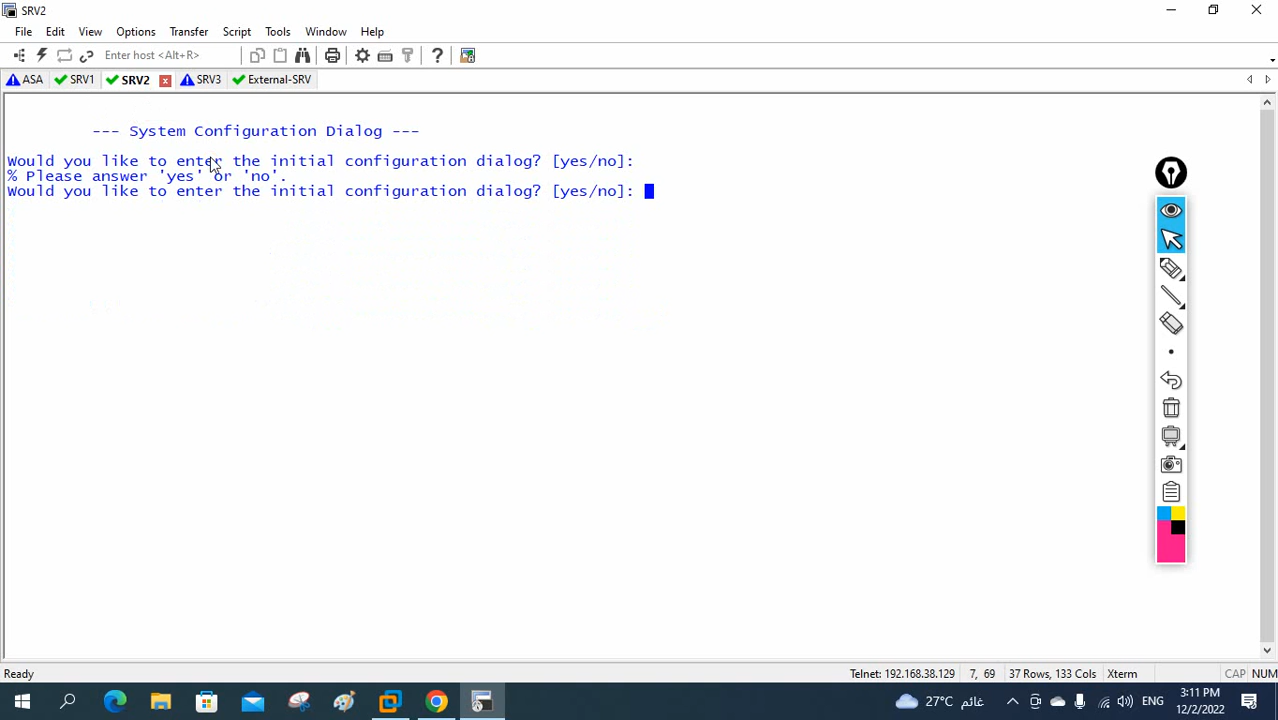 SRV2
File Edit View Options Transfer Script Tools Window Help
Enter host <Alt+R>
ASA SRV1 SRV2 SRV3 External-SRV
--- System Configuration Dialog ---
Would you like to enter the initial configuration dialog? [yes/no]:
% Please answer 'yes' or 'no'.
Would you like to enter the initial configuration dialog? [yes/no]:
Ready Telnet: 192.168.38.129 7, 69 37 Rows, 133 Cols Xterm CAP NUM
27°C غائم ENG 3:11 PM
12/2/2022